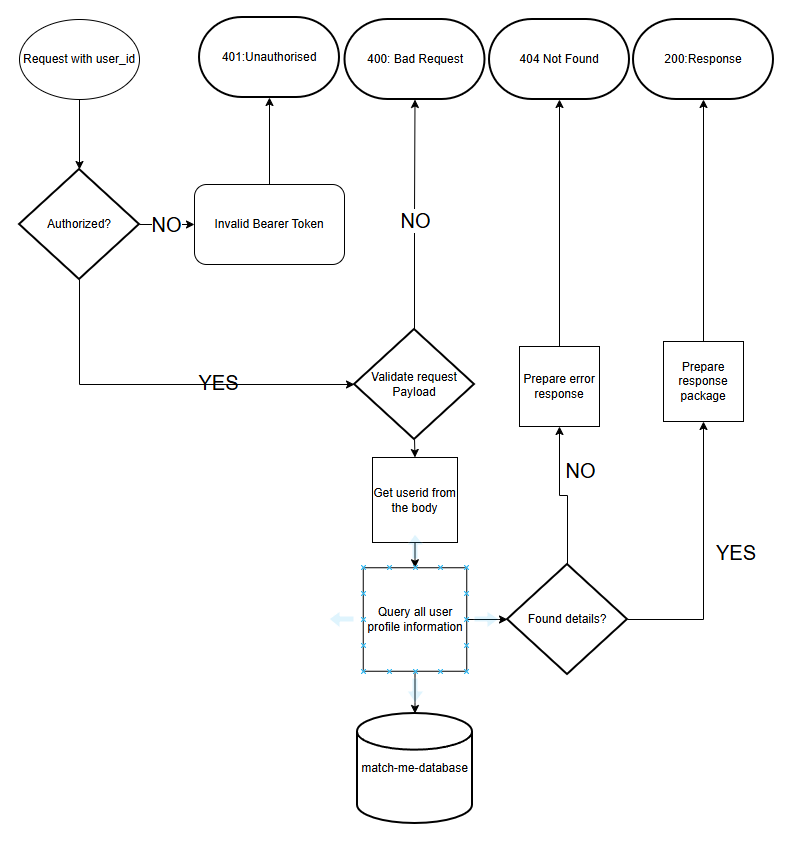 Request with user_id
401:Unauthorised
400: Bad Request
404 Not Found
200:Response
Authorized?
NO
Invalid Bearer Token
NO
YES
Validate request
Payload
Prepare error
response
Prepare
response
package
Get userid from
the body
NO
YES
Query all user
profile information
Found details?
match-me-database